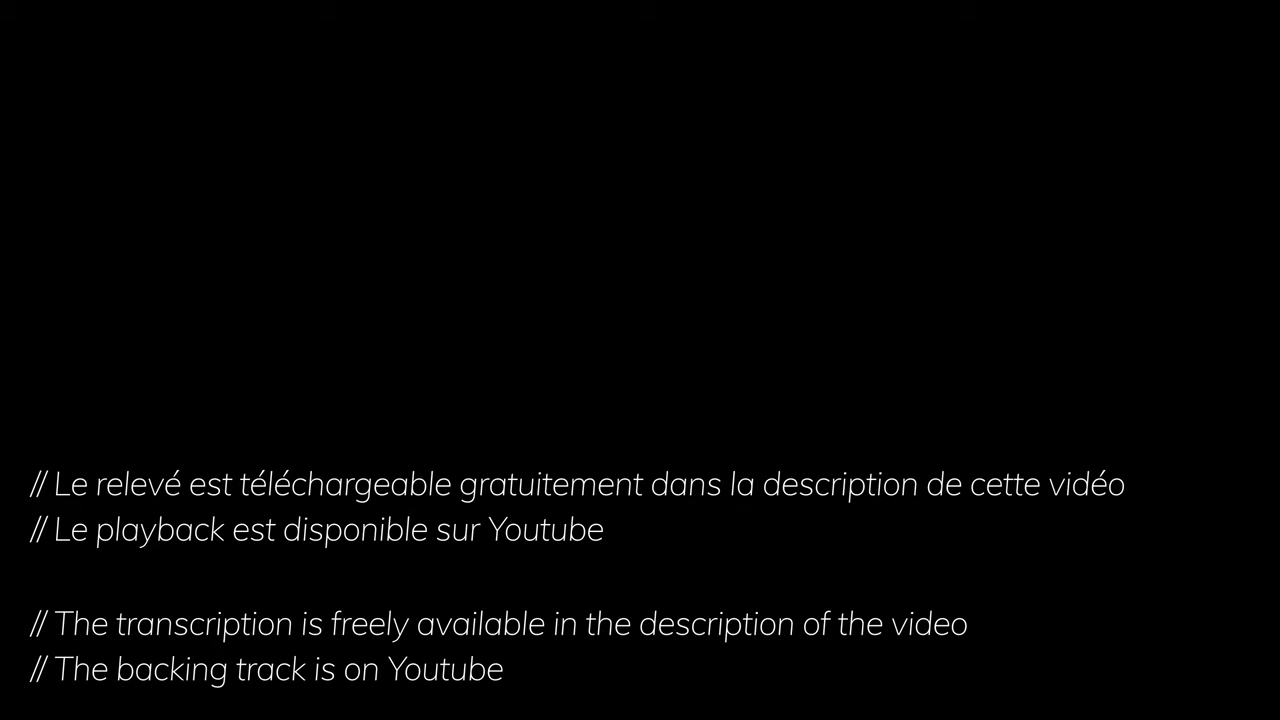 // Le relevé est téléchargeable gratuitement dans la description de cette vidéo
// Le playback est disponible sur Youtube
// The transcription is freely available in the description of the video
// The backing track is on Youtube